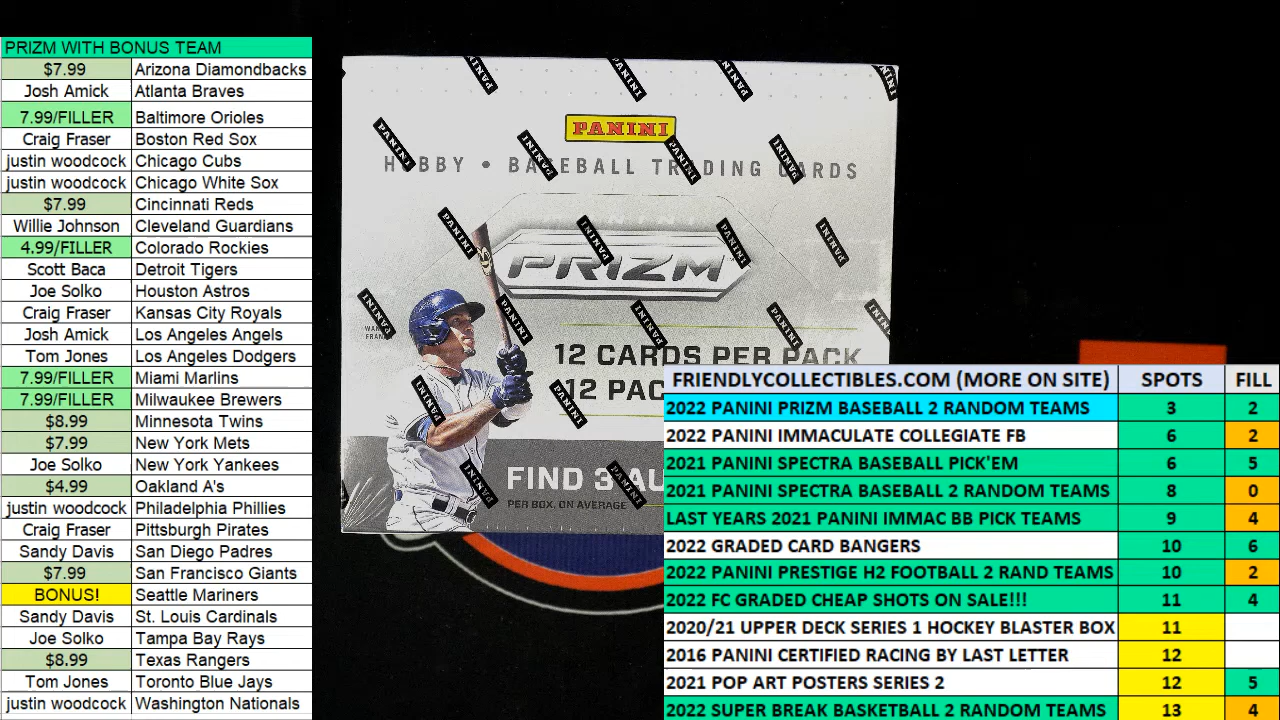 PRIZM WITH BONUS TEAM
$7.99 Arizona Diamondbacks
Josh Amick Atlanta Braves
7.99/FILLER Baltimore Orioles
Craig Fraser Boston Red Sox
justin woodcock Chicago Cubs
justin woodcock Chicago White Sox
$7.99 Cincinnati Reds
Willie Johnson Cleveland Guardians
4.99/FILLER Colorado Rockies
Scott Baca Detroit Tigers
Joe Solko Houston Astros
Craig Fraser Kansas City Royals
Josh Amick Los Angeles Angels
Tom Jones Los Angeles Dodgers
7.99/FILLER Miami Marlins
7.99/FILLER Milwaukee Brewers
$8.99 Minnesota Twins
$7.99 New York Mets
Joe Solko New York Yankees
$4.99 Oakland A's
justin woodcock Philadelphia Phillies
Craig Fraser Pittsburgh Pirates
Sandy Davis San Diego Padres
$7.99 San Francisco Giants
BONUS! Seattle Mariners
Sandy Davis St. Louis Cardinals
Joe Solko Tampa Bay Rays
$8.99 Texas Rangers
Tom Jones Toronto Blue Jays
justin woodcock Washington Nationals
PANINI
HOBBY • BASEBALL TRADING CARDS
PRIZM
12 CARDS PER PACK
12 PAC
FIND 3 AU
PER BOX, ON AVERAGE
FRIENDLYCOLLECTIBLES.COM (MORE ON SITE) SPOTS FILL
2022 PANINI PRIZM BASEBALL 2 RANDOM TEAMS 3 2
2022 PANINI IMMACULATE COLLEGIATE FB 6 2
2021 PANINI SPECTRA BASEBALL PICK'EM 6 5
2021 PANINI SPECTRA BASEBALL 2 RANDOM TEAMS 8 0
LAST YEARS 2021 PANINI IMMAC BB PICK TEAMS 9 4
2022 GRADED CARD BANGERS 10 6
2022 PANINI PRESTIGE H2 FOOTBALL 2 RAND TEAMS 10 2
2022 FC GRADED CHEAP SHOTS ON SALE!!! 11 4
2020/21 UPPER DECK SERIES 1 HOCKEY BLASTER BOX 11
2016 PANINI CERTIFIED RACING BY LAST LETTER 12
2021 POP ART POSTERS SERIES 2 12 5
2022 SUPER BREAK BASKETBALL 2 RANDOM TEAMS 13 4